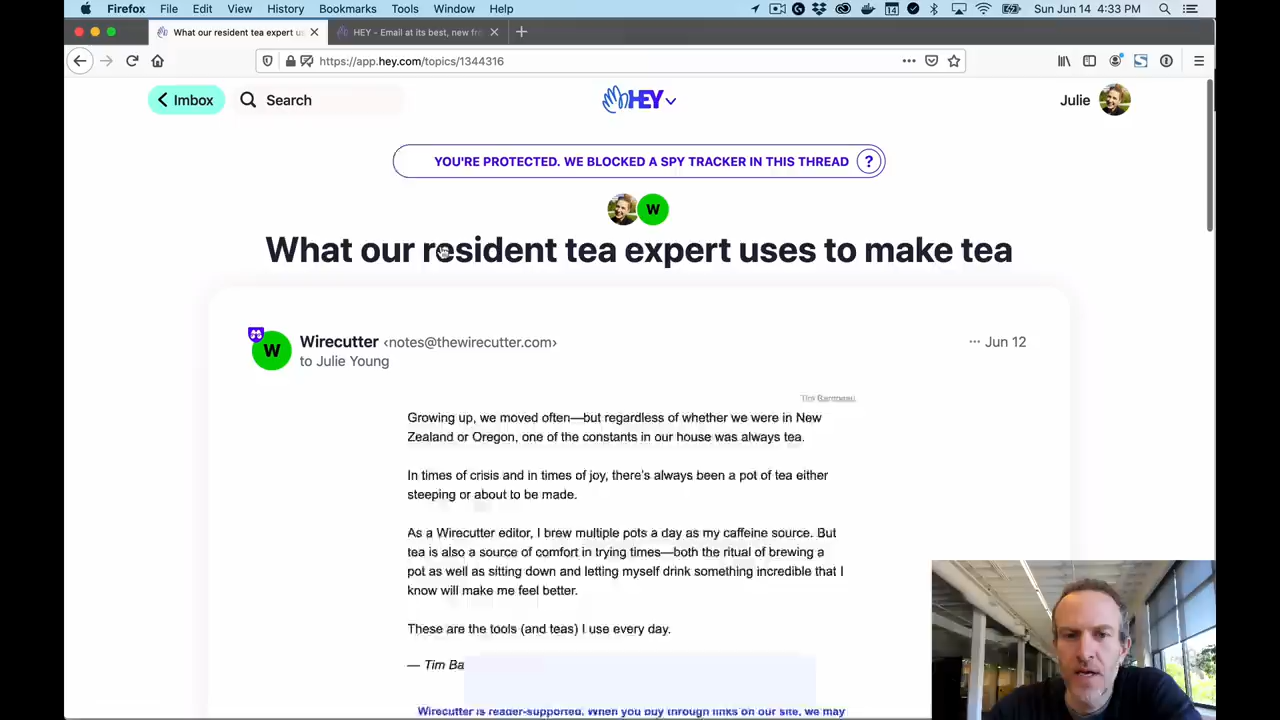 Firefox File Edit View History Bookmarks Tools Window Help 14 Sun Jun 14 4:33 PM
What our resident tea expert us HEY - Email at its best, new fr
https://app.hey.com/topics/1344316
Imbox Search HEY Julie
YOU'RE PROTECTED. WE BLOCKED A SPY TRACKER IN THIS THREAD ?
W
What our resident tea expert uses to make tea
W
Wirecutter <notes@thewirecutter.com> Jun 12
to Julie Young
Growing up, we moved often—but regardless of whether we were in New
Zealand or Oregon, one of the constants in our house was always tea.
In times of crisis and in times of joy, there's always been a pot of tea either
steeping or about to be made.
As a Wirecutter editor, I brew multiple pots a day as my caffeine source. But
tea is also a source of comfort in trying times—both the ritual of brewing a
pot as well as sitting down and letting myself drink something incredible that I
know will make me feel better.
These are the tools (and teas) I use every day.
— Tim Ba
Wirecutter is reader-supported. When you buy through links on our site, we may